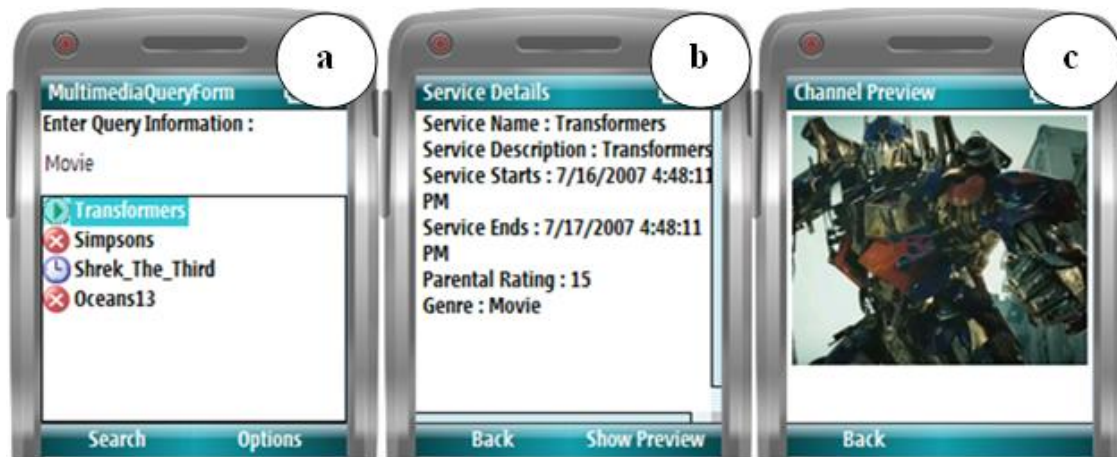 a
MultimediaQueryForm
Enter Query Information :
Movie
Transformers
Simpsons
Shrek_The_Third
Oceans13
Search Options
b
Service Details
Service Name : Transformers
Service Description : Transformers
Service Starts : 7/16/2007 4:48:11
PM
Service Ends : 7/17/2007 4:48:11
PM
Parental Rating : 15
Genre : Movie
Back Show Preview
c
Channel Preview
Back